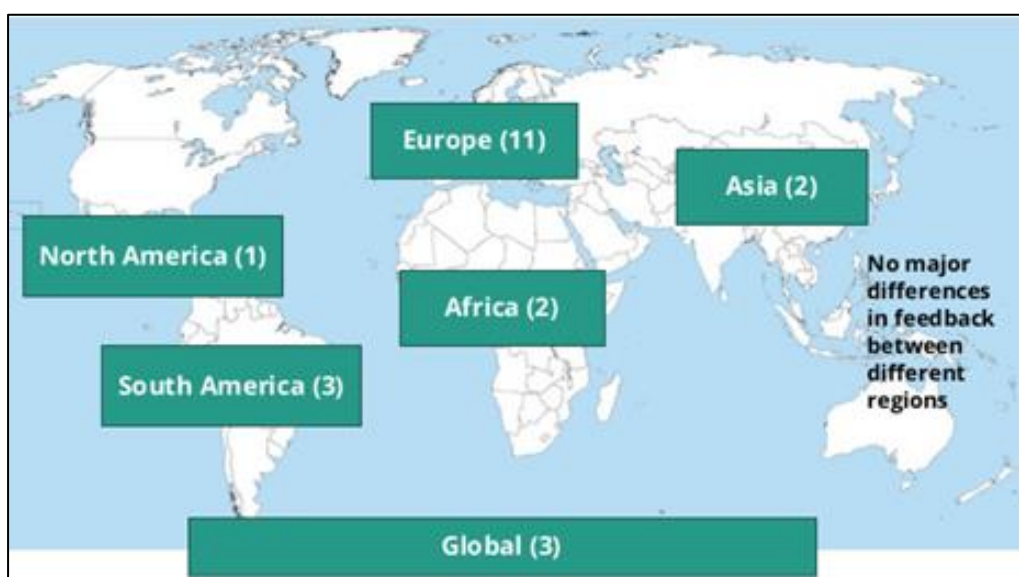 Europe (11)
Asia (2)
North America (1)
Africa (2)
South America (3)
No major
differences
in feedback
between
different
regions
Global (3)